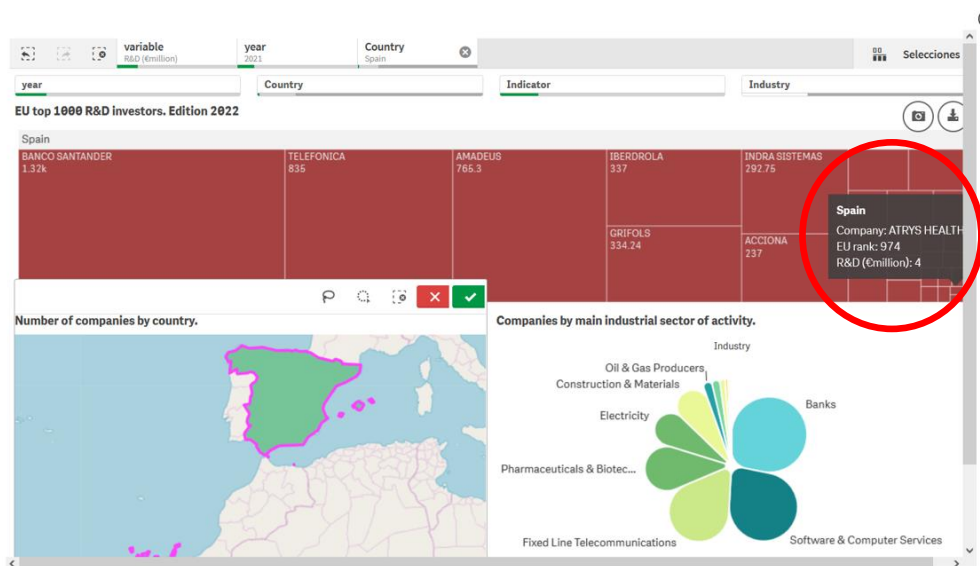 variable
R&D (€million)
year
2021
Country
Spain
Selecciones
year
Country
Indicator
Industry
EU top 1000 R&D investors. Edition 2022
Spain
BANCO SANTANDER
1.32k
TELEFONICA
835
AMADEUS
765.3
IBERDROLA
337
GRIFOLS
334.24
INDRA SISTEMAS
292.75
ACCIONA
237
Spain
Company: ATRYS HEALTH
EU rank: 974
R&D (€million): 4
Number of companies by country.
Companies by main industrial sector of activity.
Industry
Oil & Gas Producers
Construction & Materials
Electricity
Pharmaceuticals & Biotec...
Fixed Line Telecommunications
Banks
Software & Computer Services